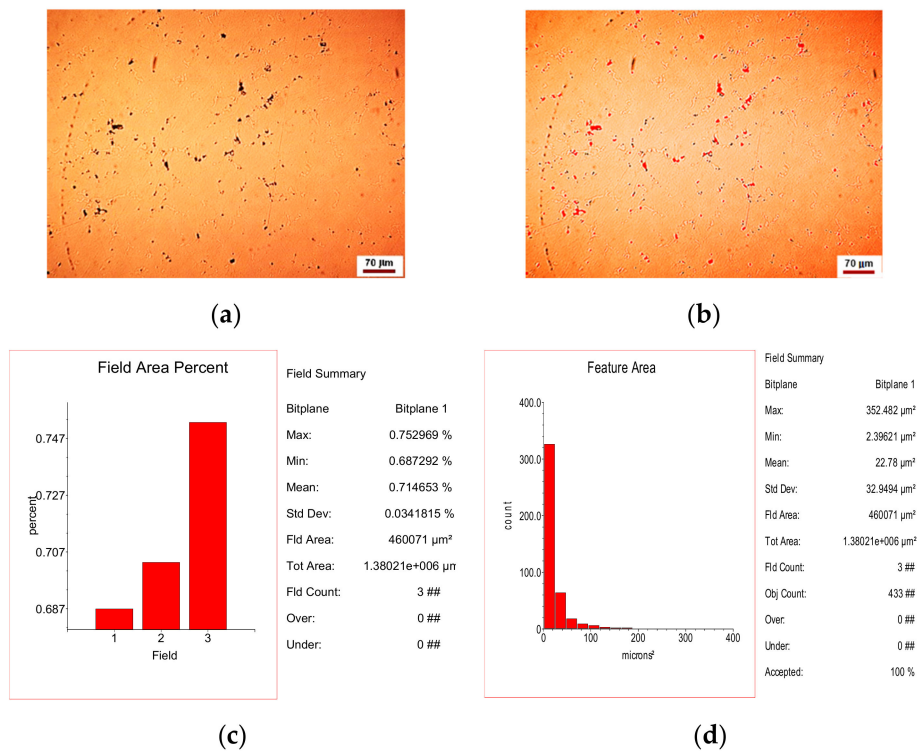 70 µm
70 µm
(a)
(b)
Field Area Percent
0.747
0.727
0.707
0.687
percent
1 2 3
Field
Field Summary
Bitplane Bitplane 1
Max: 0.752969 %
Min: 0.687292 %
Mean: 0.714653 %
Std Dev: 0.0341815 %
Fld Area: 460071 µm²
Tot Area: 1.38021e+006 µm
Fld Count: 3 ##
Over: 0 ##
Under: 0 ##
(c)
Feature Area
400.0
300.0
200.0
100.0
0
count
0 100 200 300 400
microns²
Field Summary
Bitplane Bitplane 1
Max: 352.482 µm²
Min: 2.39621 µm²
Mean: 22.78 µm²
Std Dev: 32.9494 µm²
Fld Area: 460071 µm²
Tot Area: 1.38021e+006 µm²
Fld Count: 3 ##
Obj Count: 433 ##
Over: 0 ##
Under: 0 ##
Accepted: 100 %
(d)